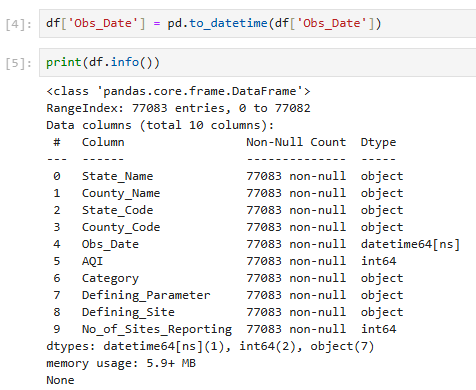 [4]: df['Obs_Date'] = pd.to_datetime(df['Obs_Date'])
[5]: print(df.info())
<class 'pandas.core.frame.DataFrame'>
RangeIndex: 77083 entries, 0 to 77082
Data columns (total 10 columns):
 #   Column                Non-Null Count  Dtype
---  ------                --------------  -----
 0   State_Name            77083 non-null  object
 1   County_Name           77083 non-null  object
 2   State_Code            77083 non-null  object
 3   County_Code           77083 non-null  object
 4   Obs_Date              77083 non-null  datetime64[ns]
 5   AQI                   77083 non-null  int64
 6   Category              77083 non-null  object
 7   Defining_Parameter    77083 non-null  object
 8   Defining_Site         77083 non-null  object
 9   No_of_Sites_Reporting 77083 non-null  int64
dtypes: datetime64[ns](1), int64(2), object(7)
memory usage: 5.9+ MB
None